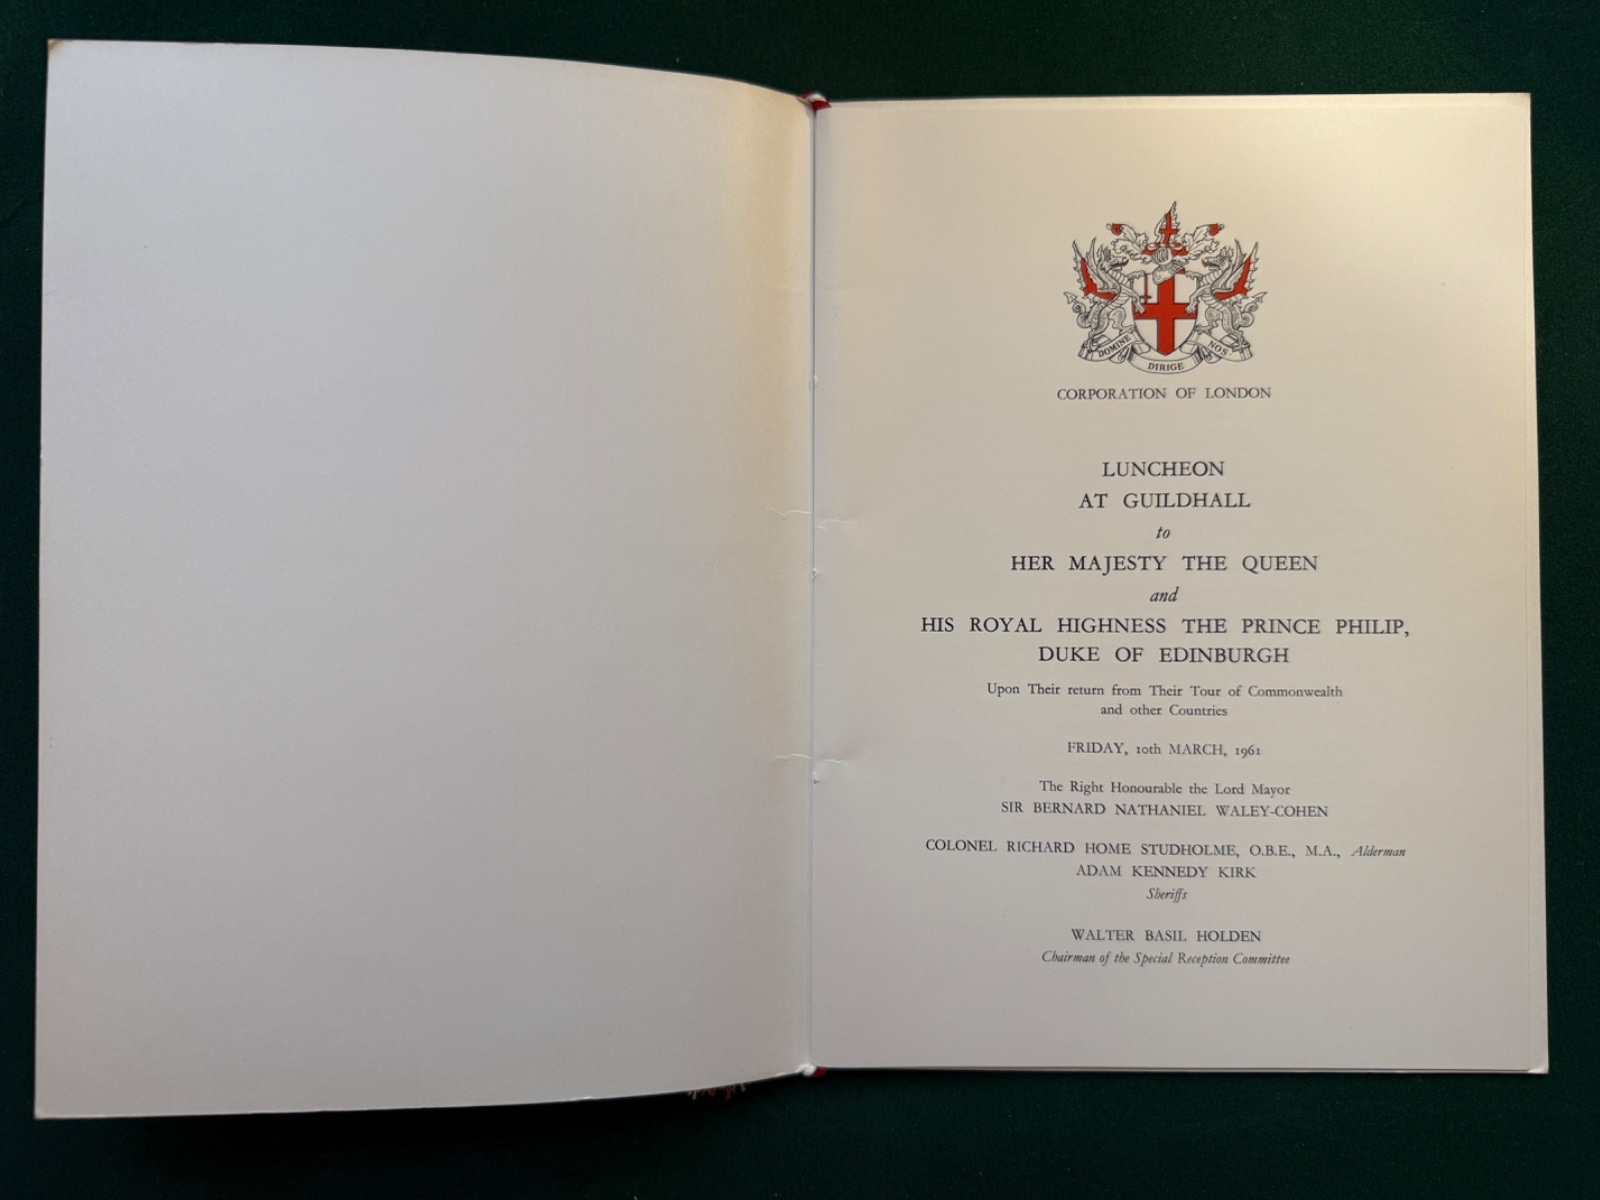 DOMINE DIRIGE NOS
CORPORATION OF LONDON
LUNCHEON
AT GUILDHALL
to
HER MAJESTY THE QUEEN
and
HIS ROYAL HIGHNESS THE PRINCE PHILIP,
DUKE OF EDINBURGH
Upon Their return from Their Tour of Commonwealth
and other Countries
FRIDAY, 10th MARCH, 1961
The Right Honourable the Lord Mayor
SIR BERNARD NATHANIEL WALEY-COHEN
COLONEL RICHARD HOME STUDHOLME, O.B.E., M.A., Alderman
ADAM KENNEDY KIRK
Sheriffs
WALTER BASIL HOLDEN
Chairman of the Special Reception Committee